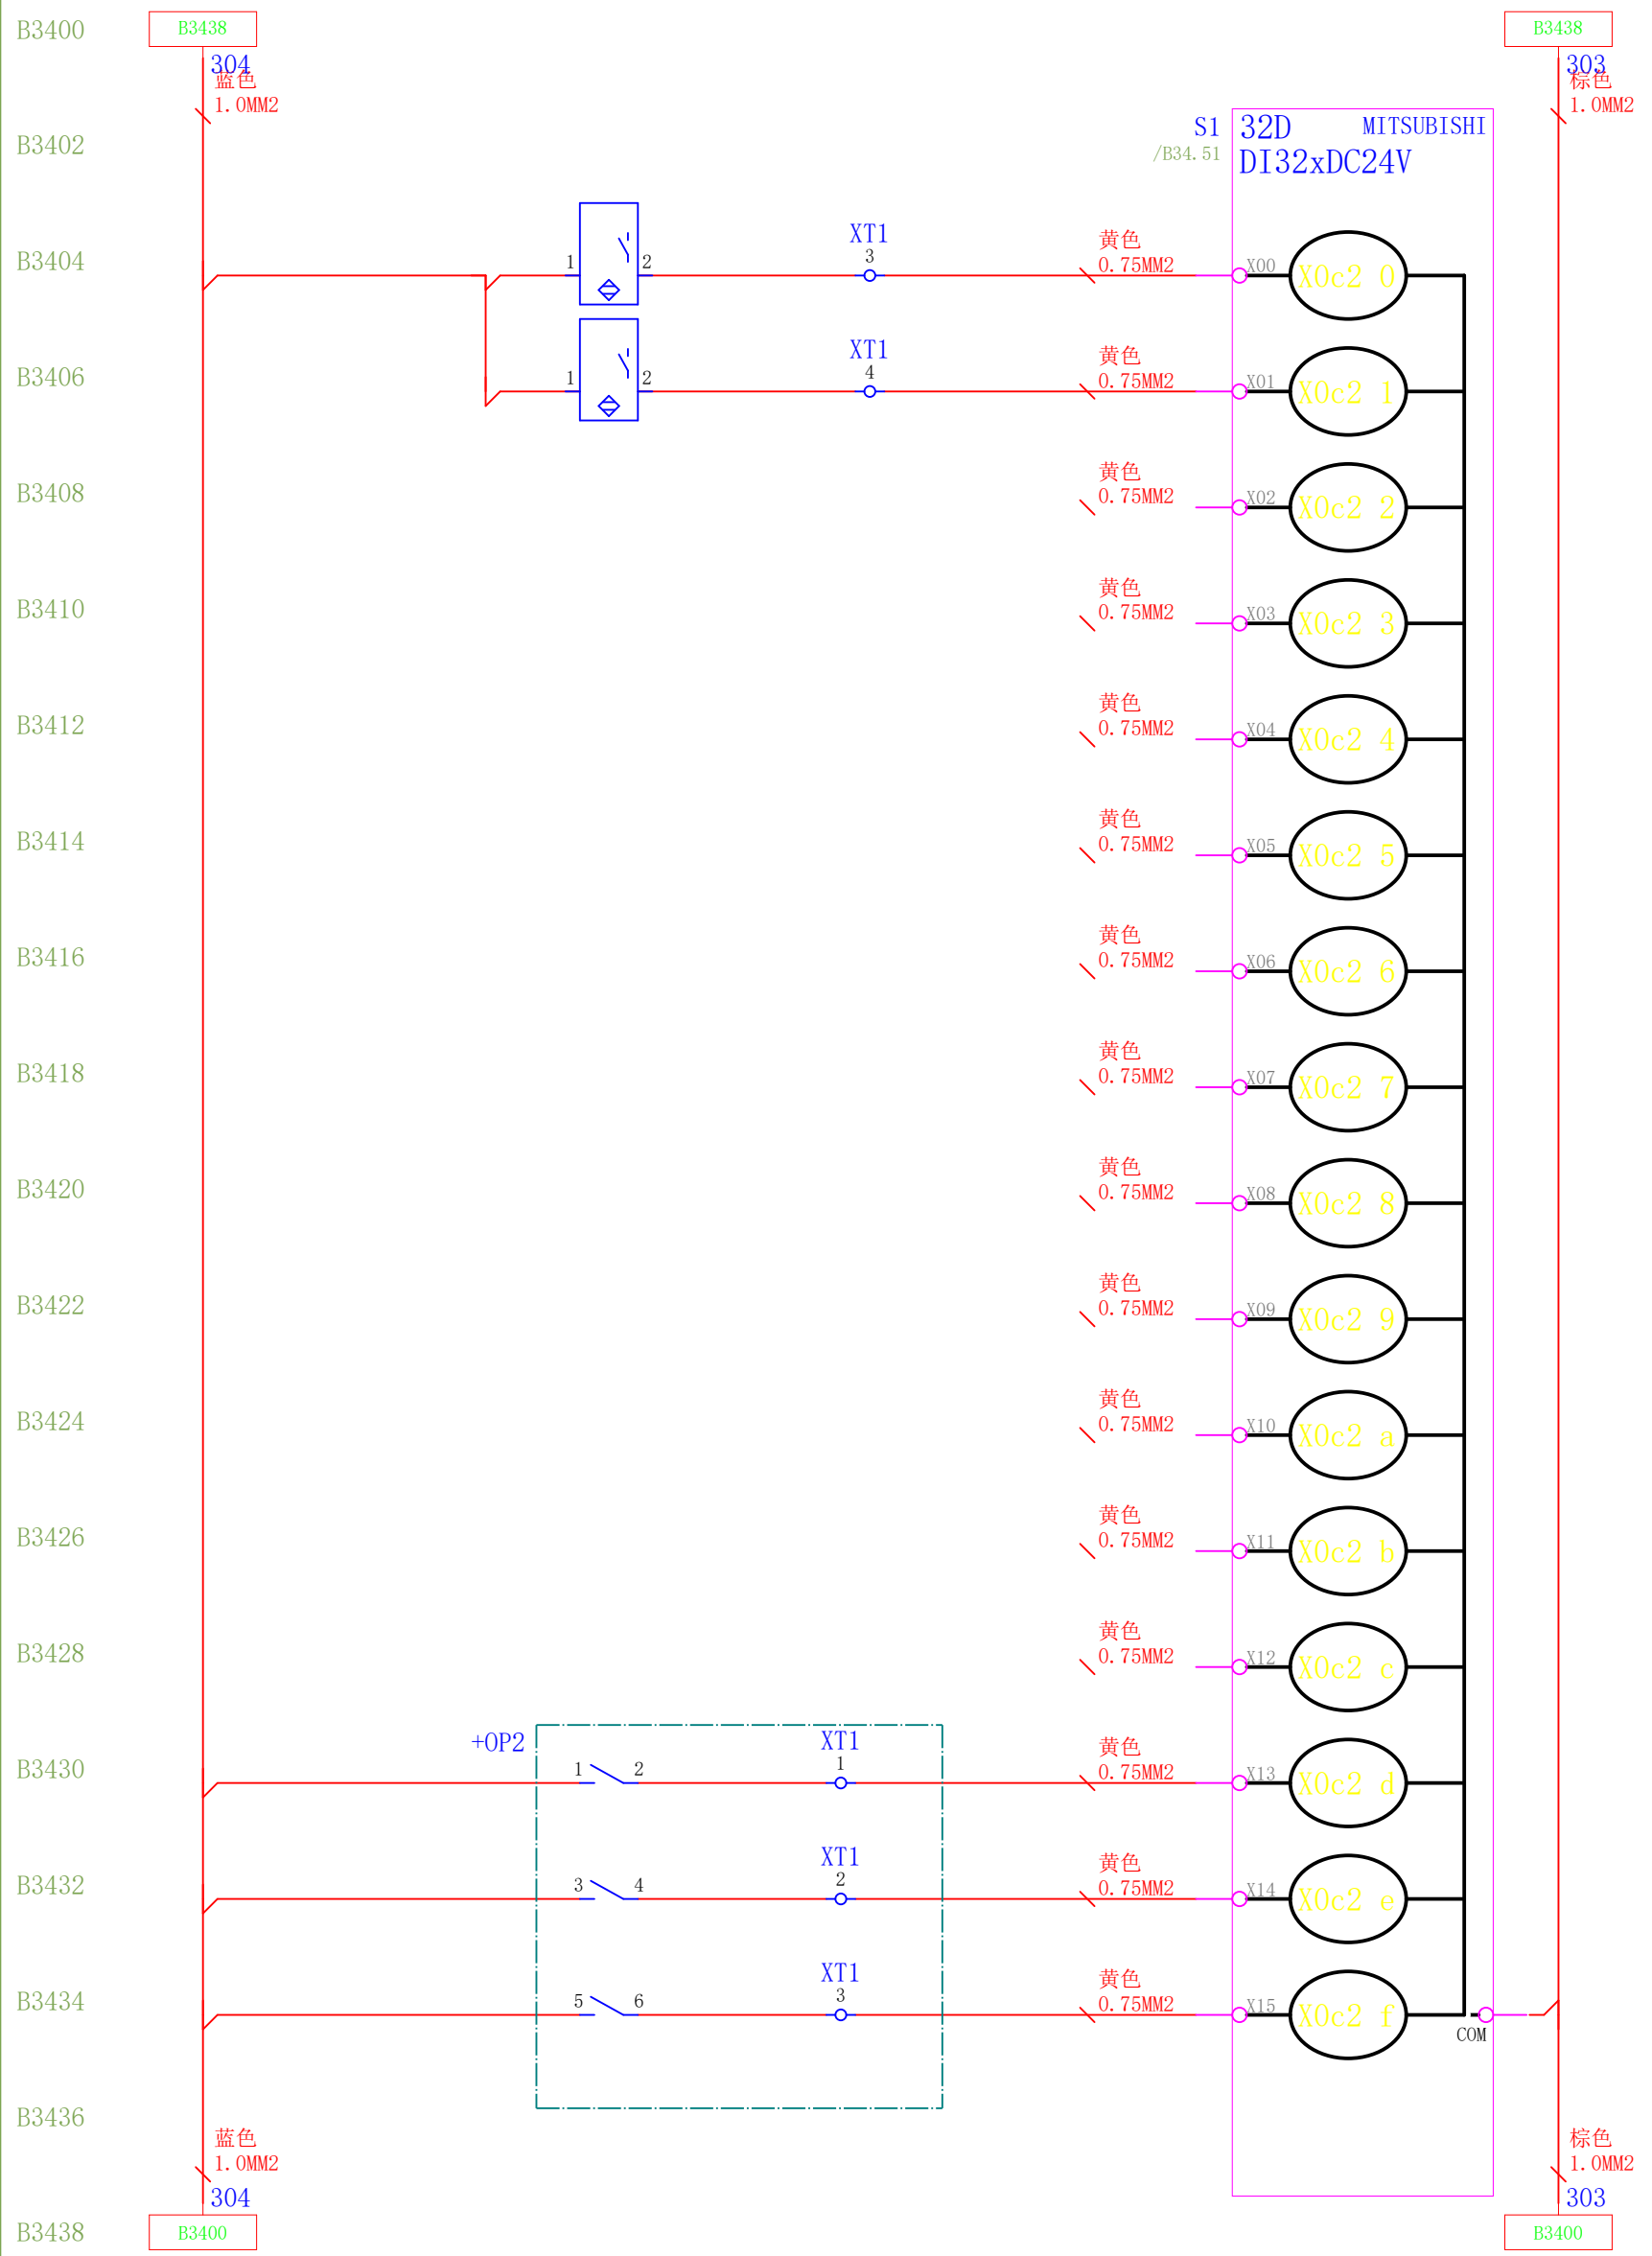 B3400
B3438
B3438
304
蓝色
1.0MM2
303
棕色
1.0MM2
B3402
S1
/B34.51
32D
MITSUBISHI
DI32xDC24V
B3404
1
2
XT1
3
黄色
0.75MM2
X00
X0c2 0
B3406
1
2
XT1
4
黄色
0.75MM2
X01
X0c2 1
B3408
黄色
0.75MM2
X02
X0c2 2
B3410
黄色
0.75MM2
X03
X0c2 3
B3412
黄色
0.75MM2
X04
X0c2 4
B3414
黄色
0.75MM2
X05
X0c2 5
B3416
黄色
0.75MM2
X06
X0c2 6
B3418
黄色
0.75MM2
X07
X0c2 7
B3420
黄色
0.75MM2
X08
X0c2 8
B3422
黄色
0.75MM2
X09
X0c2 9
B3424
黄色
0.75MM2
X10
X0c2 a
B3426
黄色
0.75MM2
X11
X0c2 b
B3428
黄色
0.75MM2
X12
X0c2 c
+OP2
B3430
1
2
XT1
1
黄色
0.75MM2
X13
X0c2 d
B3432
3
4
XT1
2
黄色
0.75MM2
X14
X0c2 e
B3434
5
6
XT1
3
黄色
0.75MM2
X15
X0c2 f
COM
B3436
蓝色
1.0MM2
304
棕色
1.0MM2
303
B3438
B3400
B3400